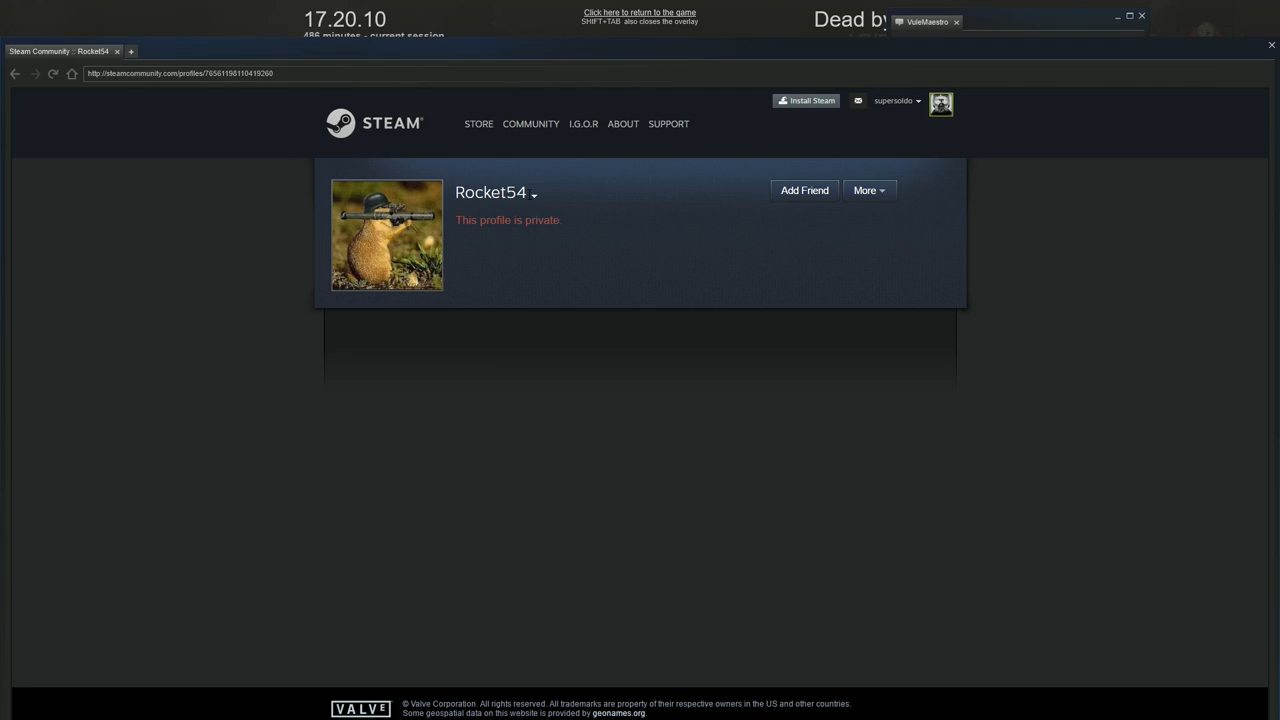 17.20.10
Click here to return to the game
SHIFT+TAB also closes the overlay
486 minutes - current session
Dead by
VuleMaestro
Steam Community :: Rocket54
http://steamcommunity.com/profiles/76561198110419260
Install Steam
supersoldo
STEAM®
STORE COMMUNITY I.G.O.R ABOUT SUPPORT
Rocket54
Add Friend
More
This profile is private.
VALVE
© Valve Corporation. All rights reserved. All trademarks are property of their respective owners in the US and other countries.
Some geospatial data on this website is provided by geonames.org.